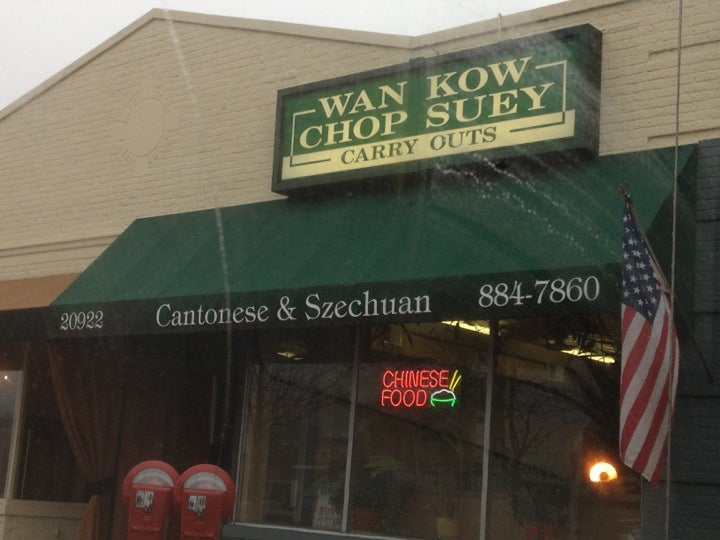 WAN KOW
CHOP SUEY
CARRY OUTS
20922 Cantonese & Szechuan 884-7860
CHINESE
FOOD